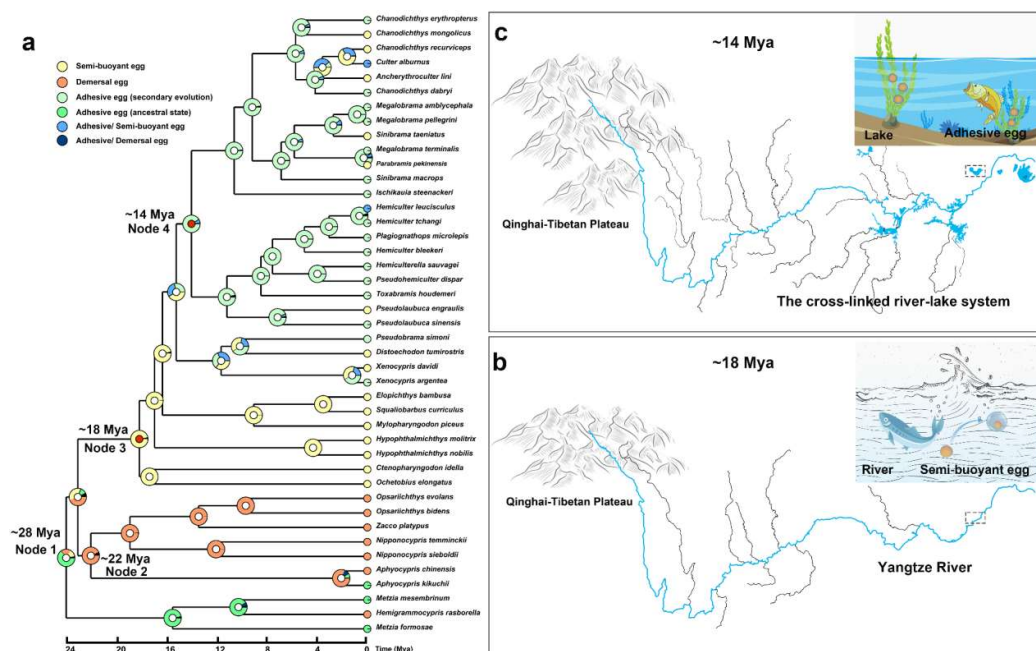 a
Semi-buoyant egg
Demersal egg
Adhesive egg (secondary evolution)
Adhesive egg (ancestral state)
Adhesive/ Semi-buoyant egg
Adhesive/ Demersal egg
Chanodichthys erythropterus
Chanodichthys mongolicus
Chanodichthys recurviceps
Culter alburnus
Ancherythroculter lini
Chanodichthys dabryi
Megalobrama amblycephala
Megalobrama pellegrini
Sinibrama taeniatus
Megalobrama terminalis
Parabramis pekinensis
Sinibrama macrops
Ischikauia steenackeri
Hemiculter leucisculus
Hemiculter tchangi
Plagiognathops microlepis
Hemiculter bleekeri
Hemiculterella sauvagei
Pseudohemiculter dispar
Toxabramis houdemeri
Pseudolaubuca engraulis
Pseudolaubuca sinensis
Pseudobrama simoni
Distoechodon tumirostris
Xenocypris davidi
Xenocypris argentea
Elopichthys bambusa
Squaliobarbus curriculus
Mylopharyngodon piceus
Hypophthalmichthys molitrix
Hypophthalmichthys nobilis
Ctenopharyngodon idella
Ochetobius elongatus
Opsariichthys evolans
Opsariichthys bidens
Zacco platypus
Nipponocypris temminckii
Nipponocypris sieboldii
Aphyocypris chinensis
Aphyocypris kikuchii
Metzia mesembrinum
Hemigrammocypris rasborella
Metzia formosae
~14 Mya
Node 4
~18 Mya
Node 3
~28 Mya
Node 1
~22 Mya
Node 2
24 20 16 12 8 4 0
Time (Mya)
c
~14 Mya
Lake
Adhesive egg
Qinghai-Tibetan Plateau
The cross-linked river-lake system
b
~18 Mya
River
Semi-buoyant egg
Qinghai-Tibetan Plateau
Yangtze River